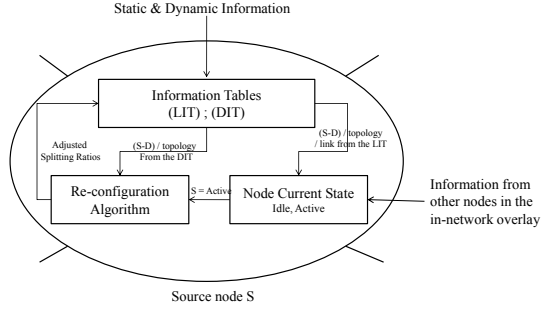 Static & Dynamic Information
Information Tables
(LIT) ; (DIT)
Adjusted
Splitting Ratios
(S-D) / topology
From the DIT
(S-D) / topology
/ link from the LIT
Re-configuration
Algorithm
S = Active
Node Current State
Idle, Active
Information from
other nodes in the
in-network overlay
Source node S